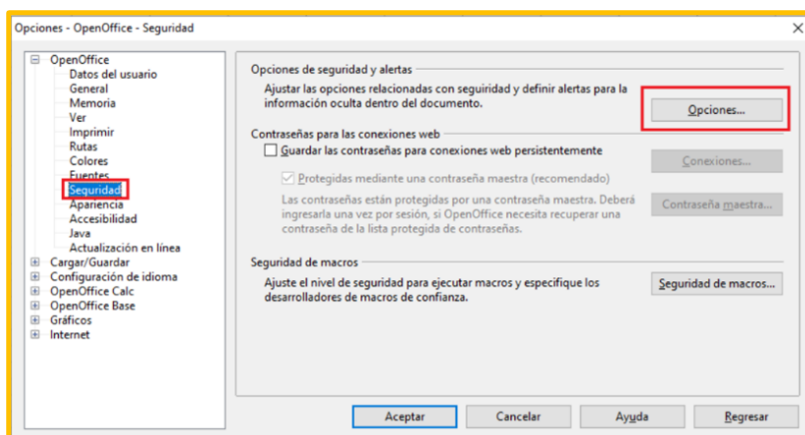 Opciones - OpenOffice - Seguridad
OpenOffice
Datos del usuario
General
Memoria
Ver
Imprimir
Rutas
Colores
Fuentes
Seguridad
Apariencia
Accesibilidad
Java
Actualización en línea
Cargar/Guardar
Configuración de idioma
OpenOffice Calc
OpenOffice Base
Gráficos
Internet
Opciones de seguridad y alertas
Ajustar las opciones relacionadas con seguiridad y definir alertas para la
información oculta dentro del documento.
Opciones...
Contraseñas para las conexiones web
Guardar las contraseñas para conexiones web persistentemente
Conexiones...
Protegidas mediante una contraseña maestra (recomendado)
Las contraseñas están protegidas por una contraseña maestra. Deberá
ingresarla una vez por sesión, si OpenOffice necesita recuperar una
contraseña de la lista protegida de contraseñas.
Contraseña maestra...
Seguridad de macros
Ajuste el nivel de seguridad para ejecutar macros y especifique los
desarrolladores de macros de confianza.
Seguridad de macros...
Aceptar
Cancelar
Ayuda
Regresar